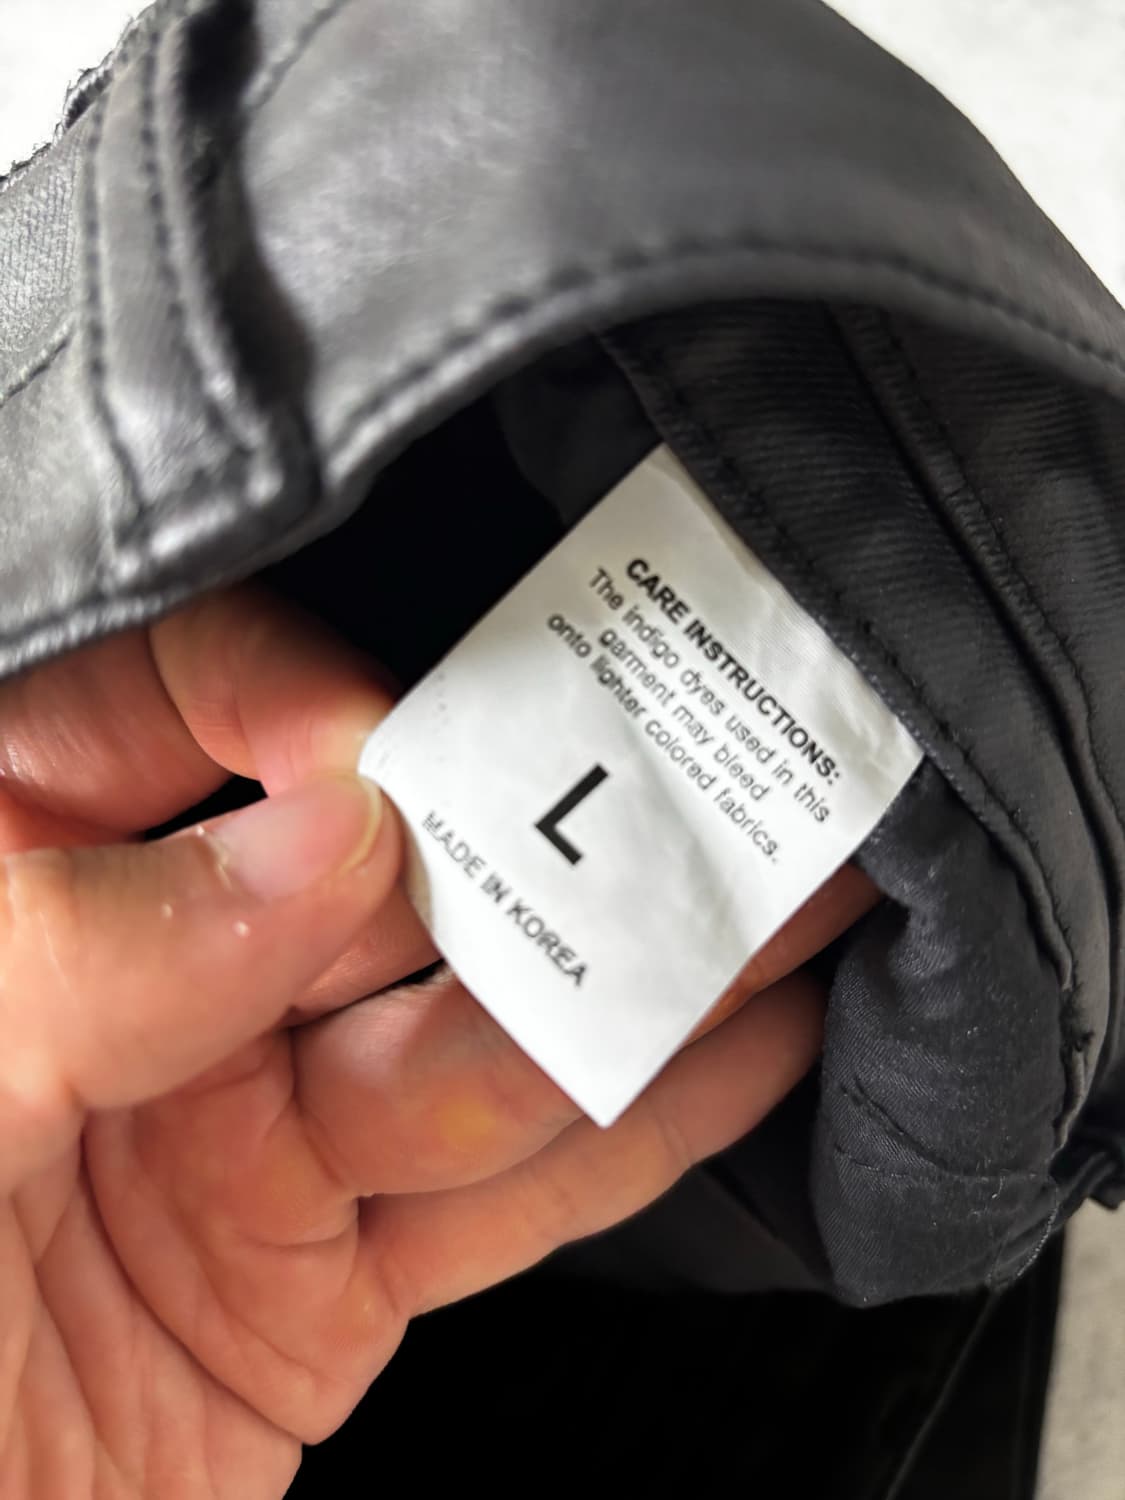 CARE INSTRUCTIONS:
The indigo dyes used in this
garment may bleed
onto lighter colored fabrics.
L
MADE IN KOREA